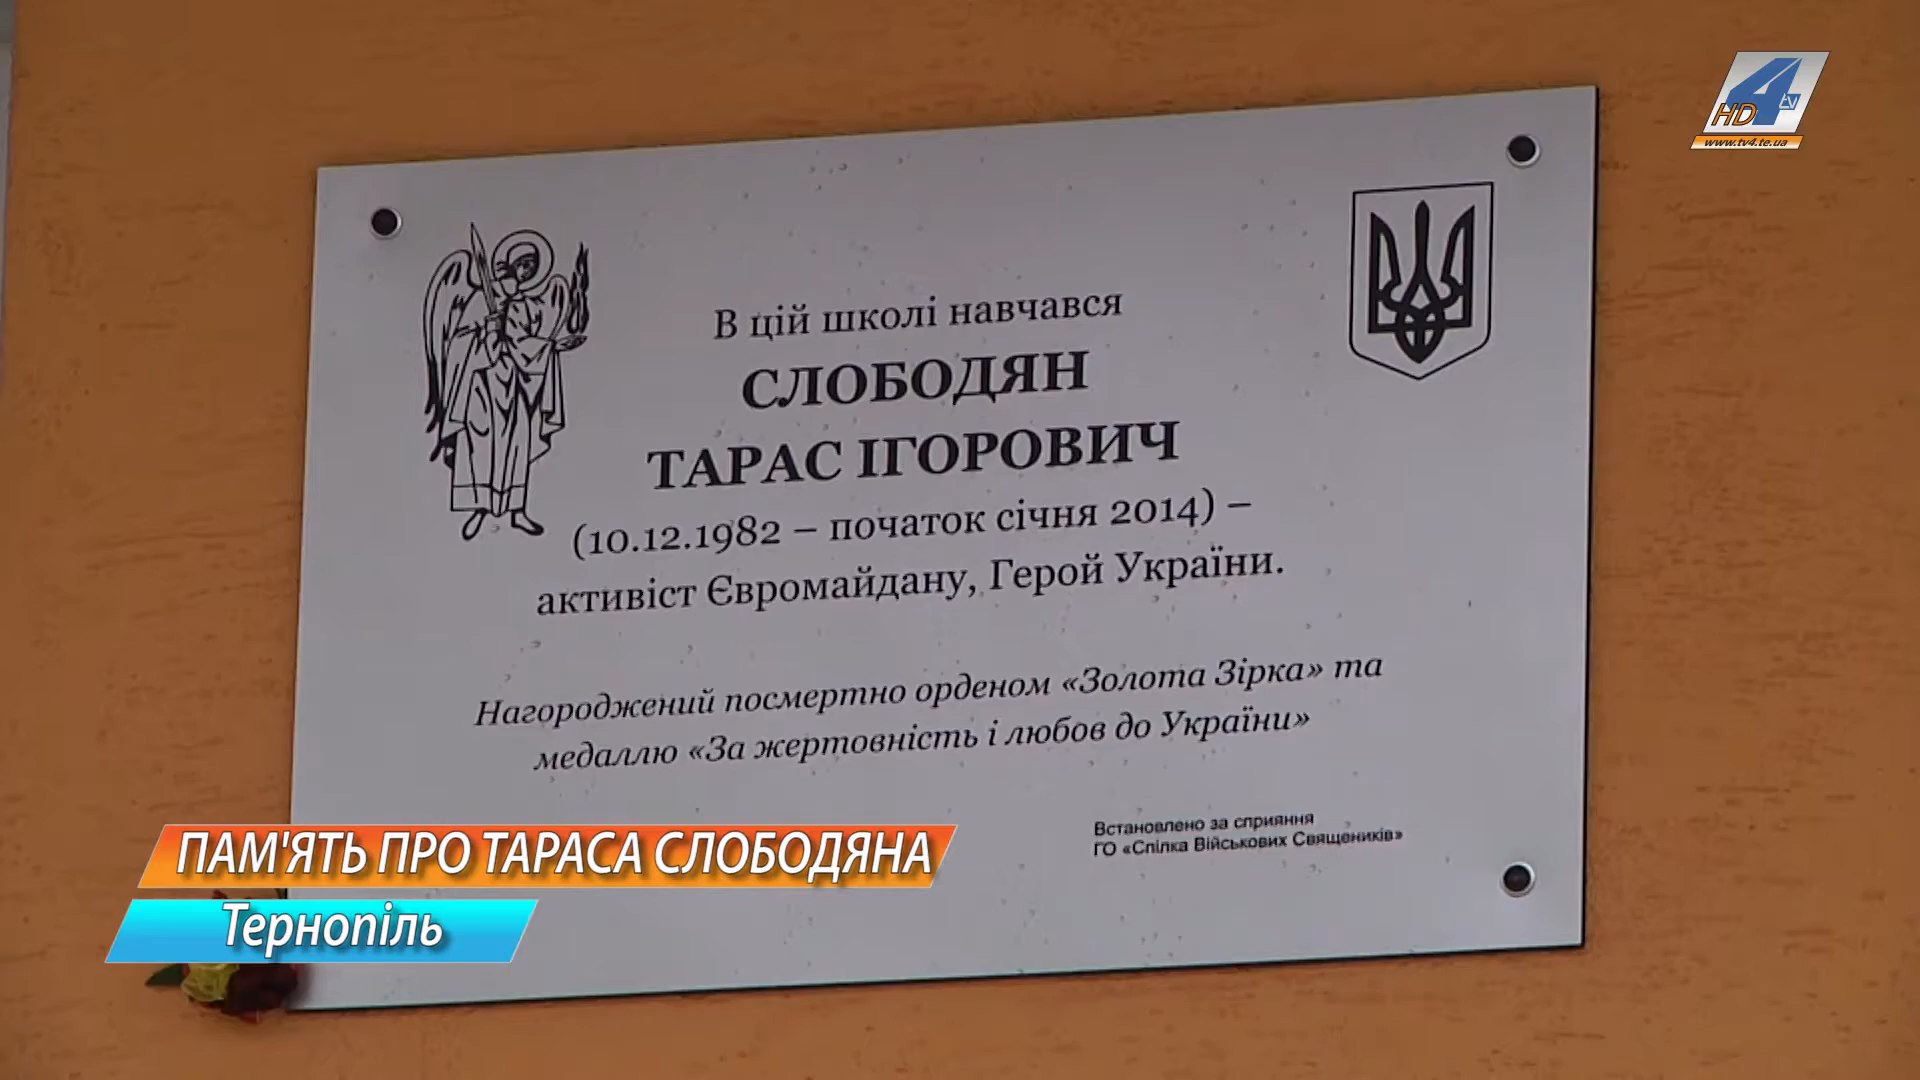 HD 4 tv
www.tv4.te.ua
В цій школі навчався
СЛОБОДЯН
ТАРАС ІГОРОВИЧ
(10.12.1982 – початок січня 2014) –
активіст Євромайдану, Герой України.
Нагороджений посмертно орденом «Золота Зірка» та
медаллю «За жертовність і любов до України»
Встановлено за сприяння
ГО «Спілка Військових Священиків»
ПАМ'ЯТЬ ПРО ТАРАСА СЛОБОДЯНА
Тернопіль